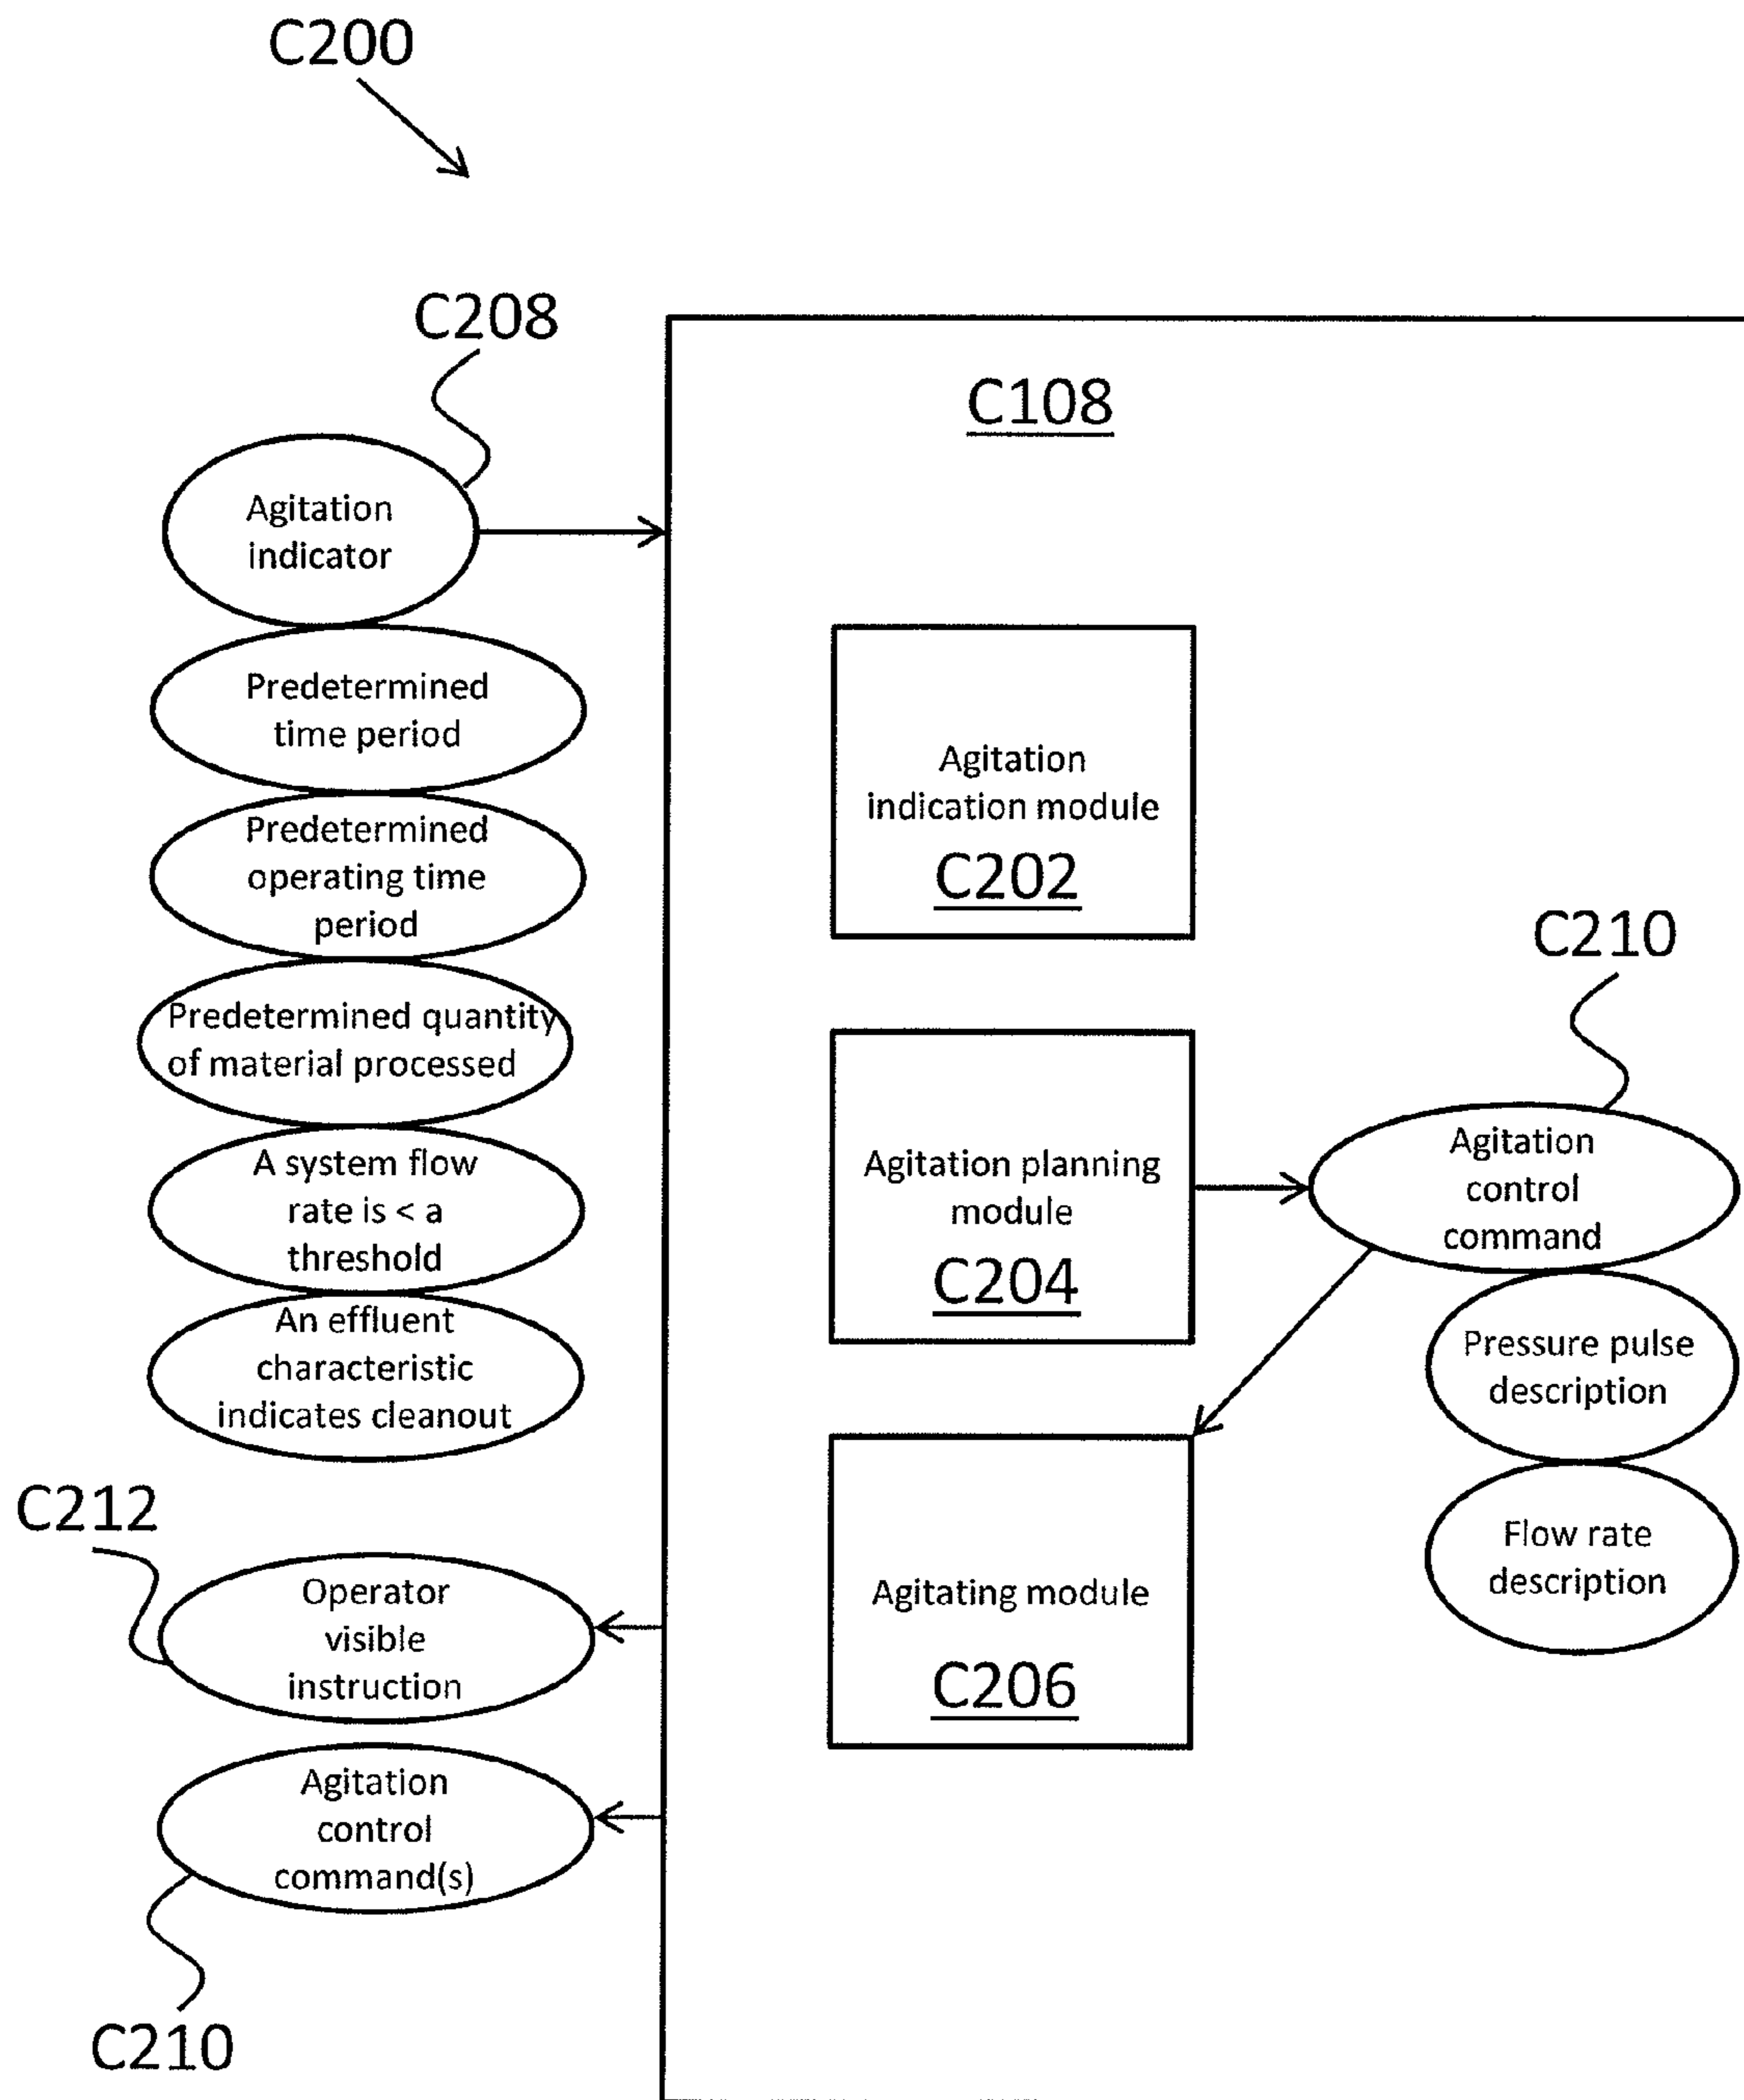 C200
C208
C108
Agitation
indicator
Predetermined
time period
Predetermined
operating time
period
Predetermined quantity
of material processed
A system flow
rate is < a
threshold
An effluent
characteristic
indicates cleanout
C212
Operator
visible
instruction
Agitation
control
command(s)
C210
Agitation
indication module
C202
Agitation planning
module
C204
Agitating module
C206
C210
Agitation
control
command
Pressure pulse
description
Flow rate
description